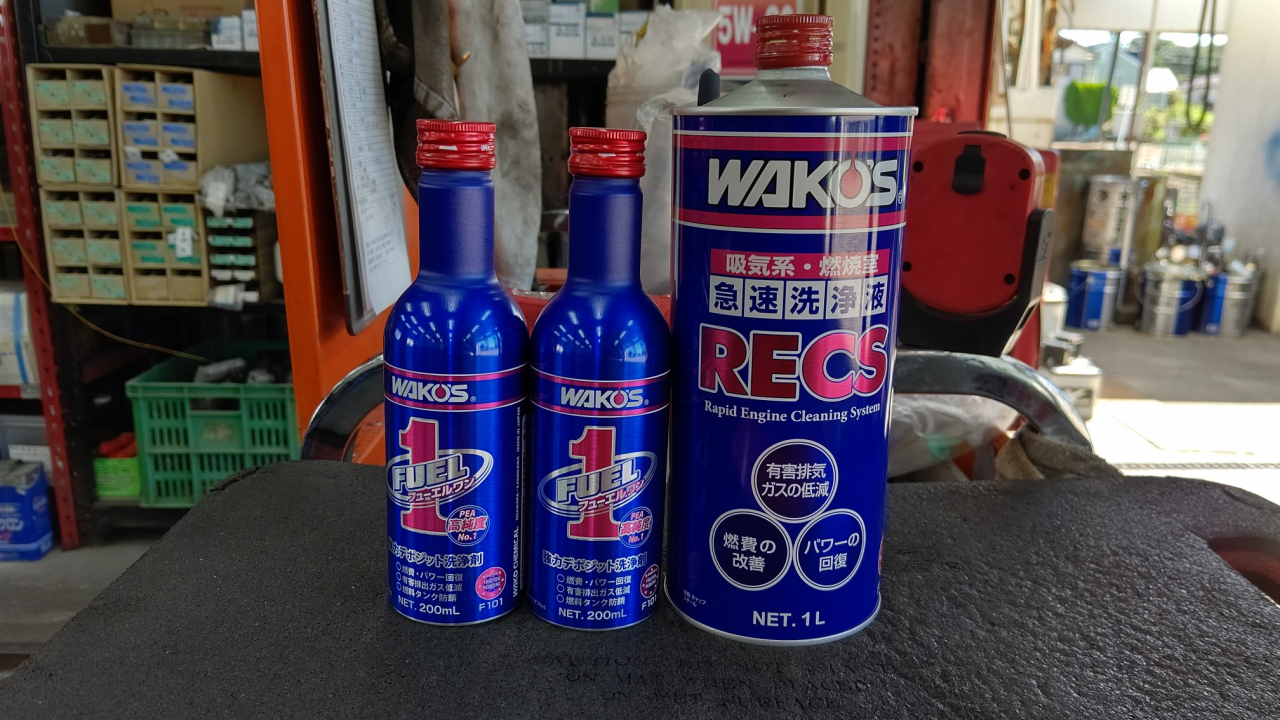 5W-
WAKO'S
FUEL
1
フューエルワン
PEA
高純度
No.1
強力デポジット洗浄剤
○燃費・パワー回復
○有害排出ガス低減
○燃料タンク防錆
NET. 200mL
F101
WAKO CHEMICAL
MADE IN JAPAN
WAKO'S
FUEL
1
フューエルワン
PEA
高純度
No.1
強力デポジット洗浄剤
○燃費・パワー回復
○有害排出ガス低減
○燃料タンク防錆
NET. 200mL
F101
WAKO'S
吸気系・燃焼室
急速洗浄液
RECS
Rapid Engine Cleaning System
有害排気
ガスの低減
燃費の
改善
パワーの
回復
NET. 1L